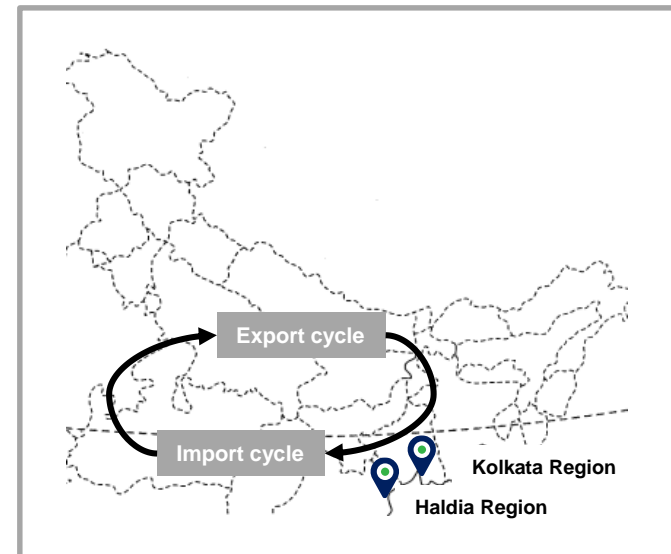 Export cycle
Import cycle
Kolkata Region
Haldia Region